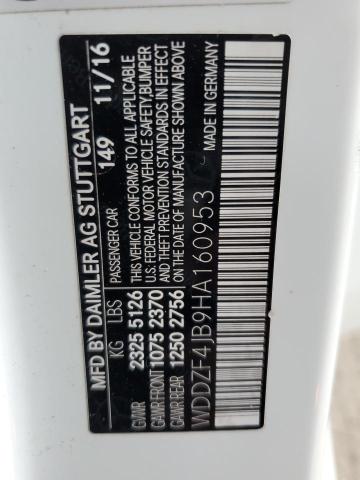 MFD BY DAIMLER AG STUTTGART
PASSENGER CAR 149 11/16
KG LBS
GVWR 2325 5126
GAWR FRONT 1075 2370
GAWR REAR 1250 2756
THIS VEHICLE CONFORMS TO ALL APPLICABLE
U.S. FEDERAL MOTOR VEHICLE SAFETY, BUMPER
AND THEFT PREVENTION STANDARDS IN EFFECT
ON THE DATE OF MANUFACTURE SHOWN ABOVE
MADE IN GERMANY
WDDZF4JB9HA160953